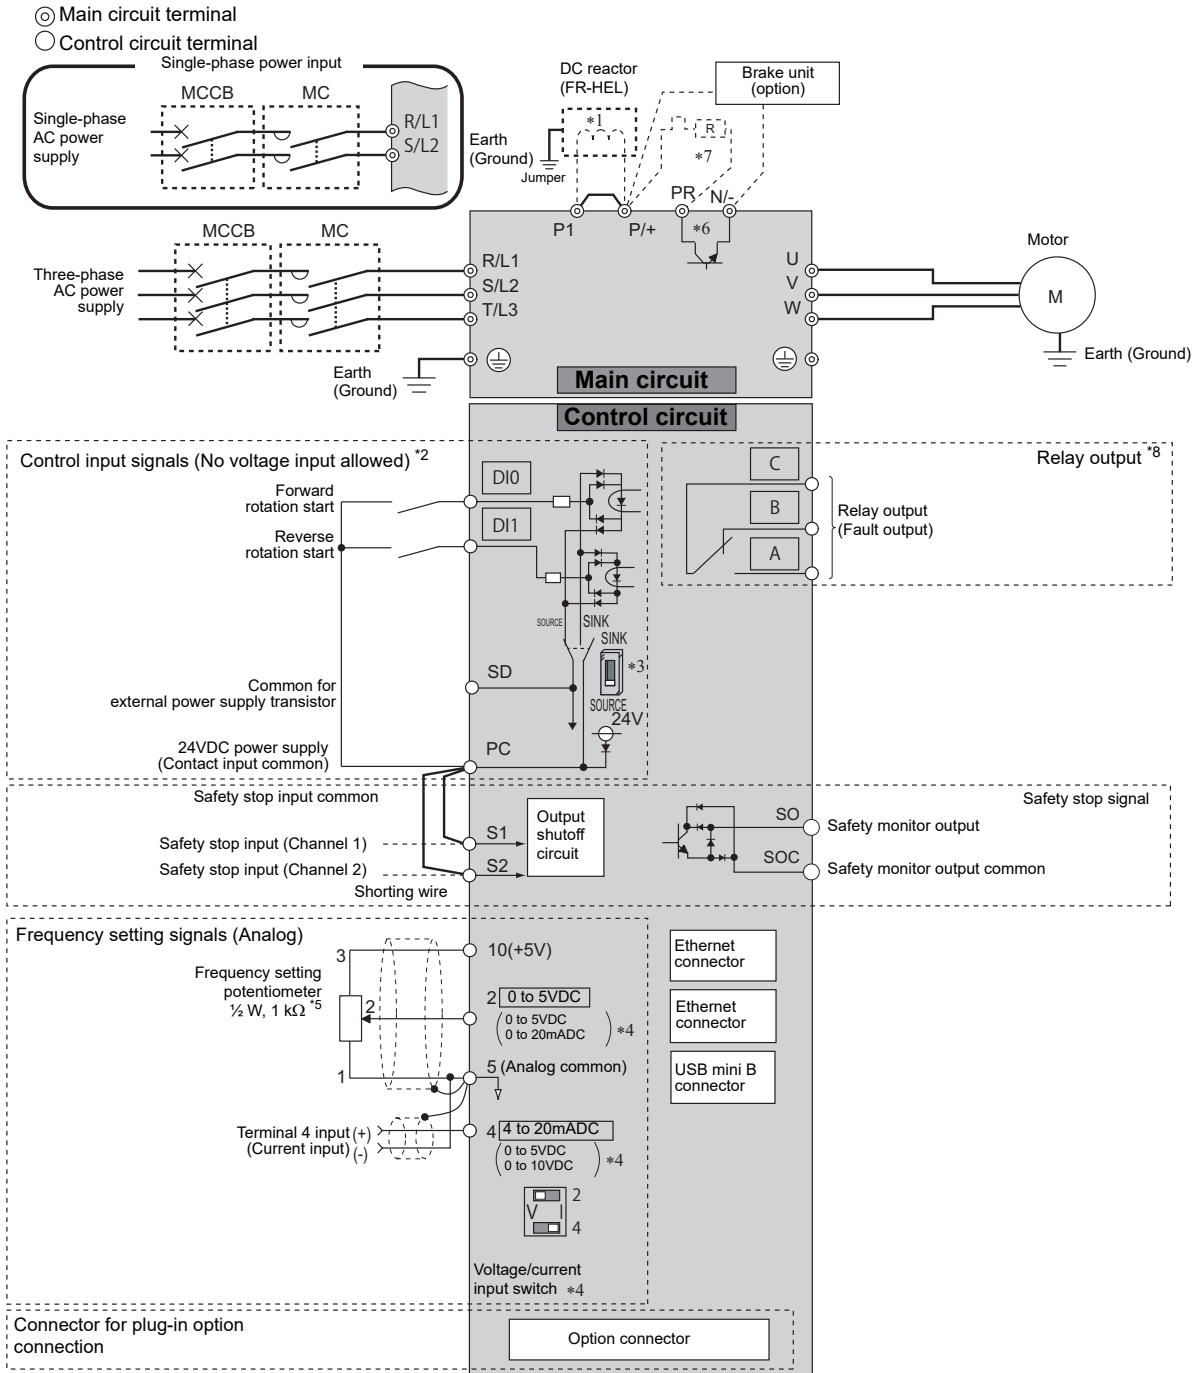 Main circuit terminal
Control circuit terminal
Single-phase power input
MCCB
MC
Single-phase
AC power
supply
R/L1
S/L2
Earth
(Ground)
DC reactor
(FR-HEL)
*1
Jumper
Brake unit
(option)
R
*7
P1
P/+
PR
N/-
*6
MCCB
MC
Three-phase
AC power
supply
R/L1
S/L2
T/L3
Earth
(Ground)
U
V
W
Motor
M
Earth (Ground)
Main circuit
Control circuit
Control input signals (No voltage input allowed) *2
Forward
rotation start
Reverse
rotation start
DI0
DI1
SOURCE
SINK
SINK
*3
SOURCE
SD
Common for
external power supply transistor
24V
24VDC power supply
(Contact input common)
PC
Relay output *8
C
B
A
Relay output
(Fault output)
Safety stop input common
Safety stop input (Channel 1)
Safety stop input (Channel 2)
Shorting wire
S1
S2
Output
shutoff
circuit
Safety stop signal
SO
Safety monitor output
SOC
Safety monitor output common
Frequency setting signals (Analog)
Frequency setting
potentiometer
½ W, 1 kΩ *5
3
2
1
10(+5V)
2 0 to 5VDC
0 to 5VDC
0 to 20mADC
*4
5 (Analog common)
Terminal 4 input (+)
(Current input) (-)
4 4 to 20mADC
0 to 5VDC
0 to 10VDC
*4
2
V I
4
Voltage/current
input switch *4
Ethernet
connector
Ethernet
connector
USB mini B
connector
Connector for plug-in option
connection
Option connector